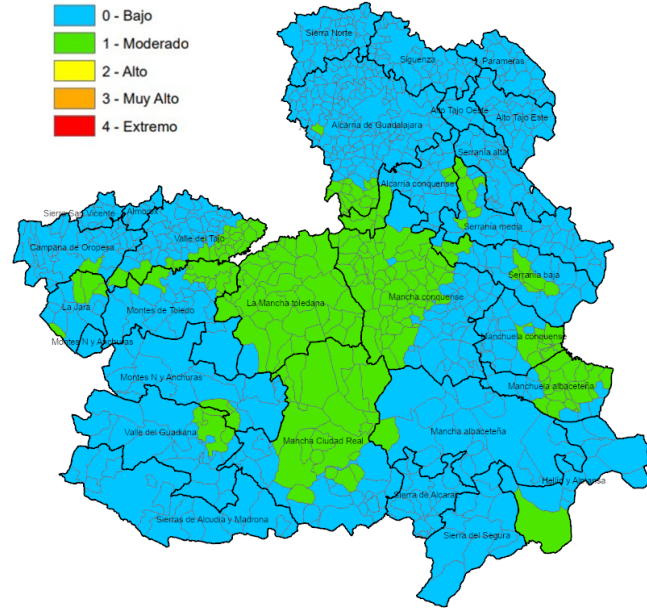 0 - Bajo
1 - Moderado
2 - Alto
3 - Muy Alto
4 - Extremo
Sierra Norte
Siguenza
Parameras
Alto Tajo Oeste
Alto Tajo Este
Alcarria de Guadalajara
Serranía alta
Alcarria conquense
Sierra San Vicente
Almorox
Valle del Tajo
Serranía media
Campana de Oropesa
Serranía baja
La Jara
Montes de Toledo
La Mancha toledana
Mancha conquense
Manchuela conquense
Montes N y Anchuras
Montes N y Anchuras
Manchuela albaceteña
Valle del Guadiana
Mancha Ciudad Real
Mancha albaceteña
Hellín y Almansa
Sierra de Alcaraz
Sierras de Alcudia y Madrona
Sierra del Segura